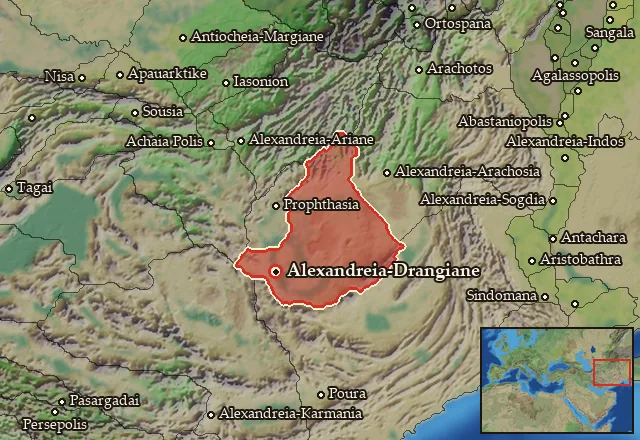 Ortospana
Sangala
Antiocheia-Margiane
Arachotos
Nisa
Apauarktike
Iasonion
Agalassopolis
Sousia
Abastaniopolis
Achaia Polis
Alexandreia-Ariane
Alexandreia-Indos
Alexandreia-Arachosia
Tagai
Prophthasia
Alexandreia-Sogdia
Antachara
Aristobathra
Alexandreia-Drangiane
Sindomana
Poura
Pasargadai
Alexandreia-Karmania
Persepolis